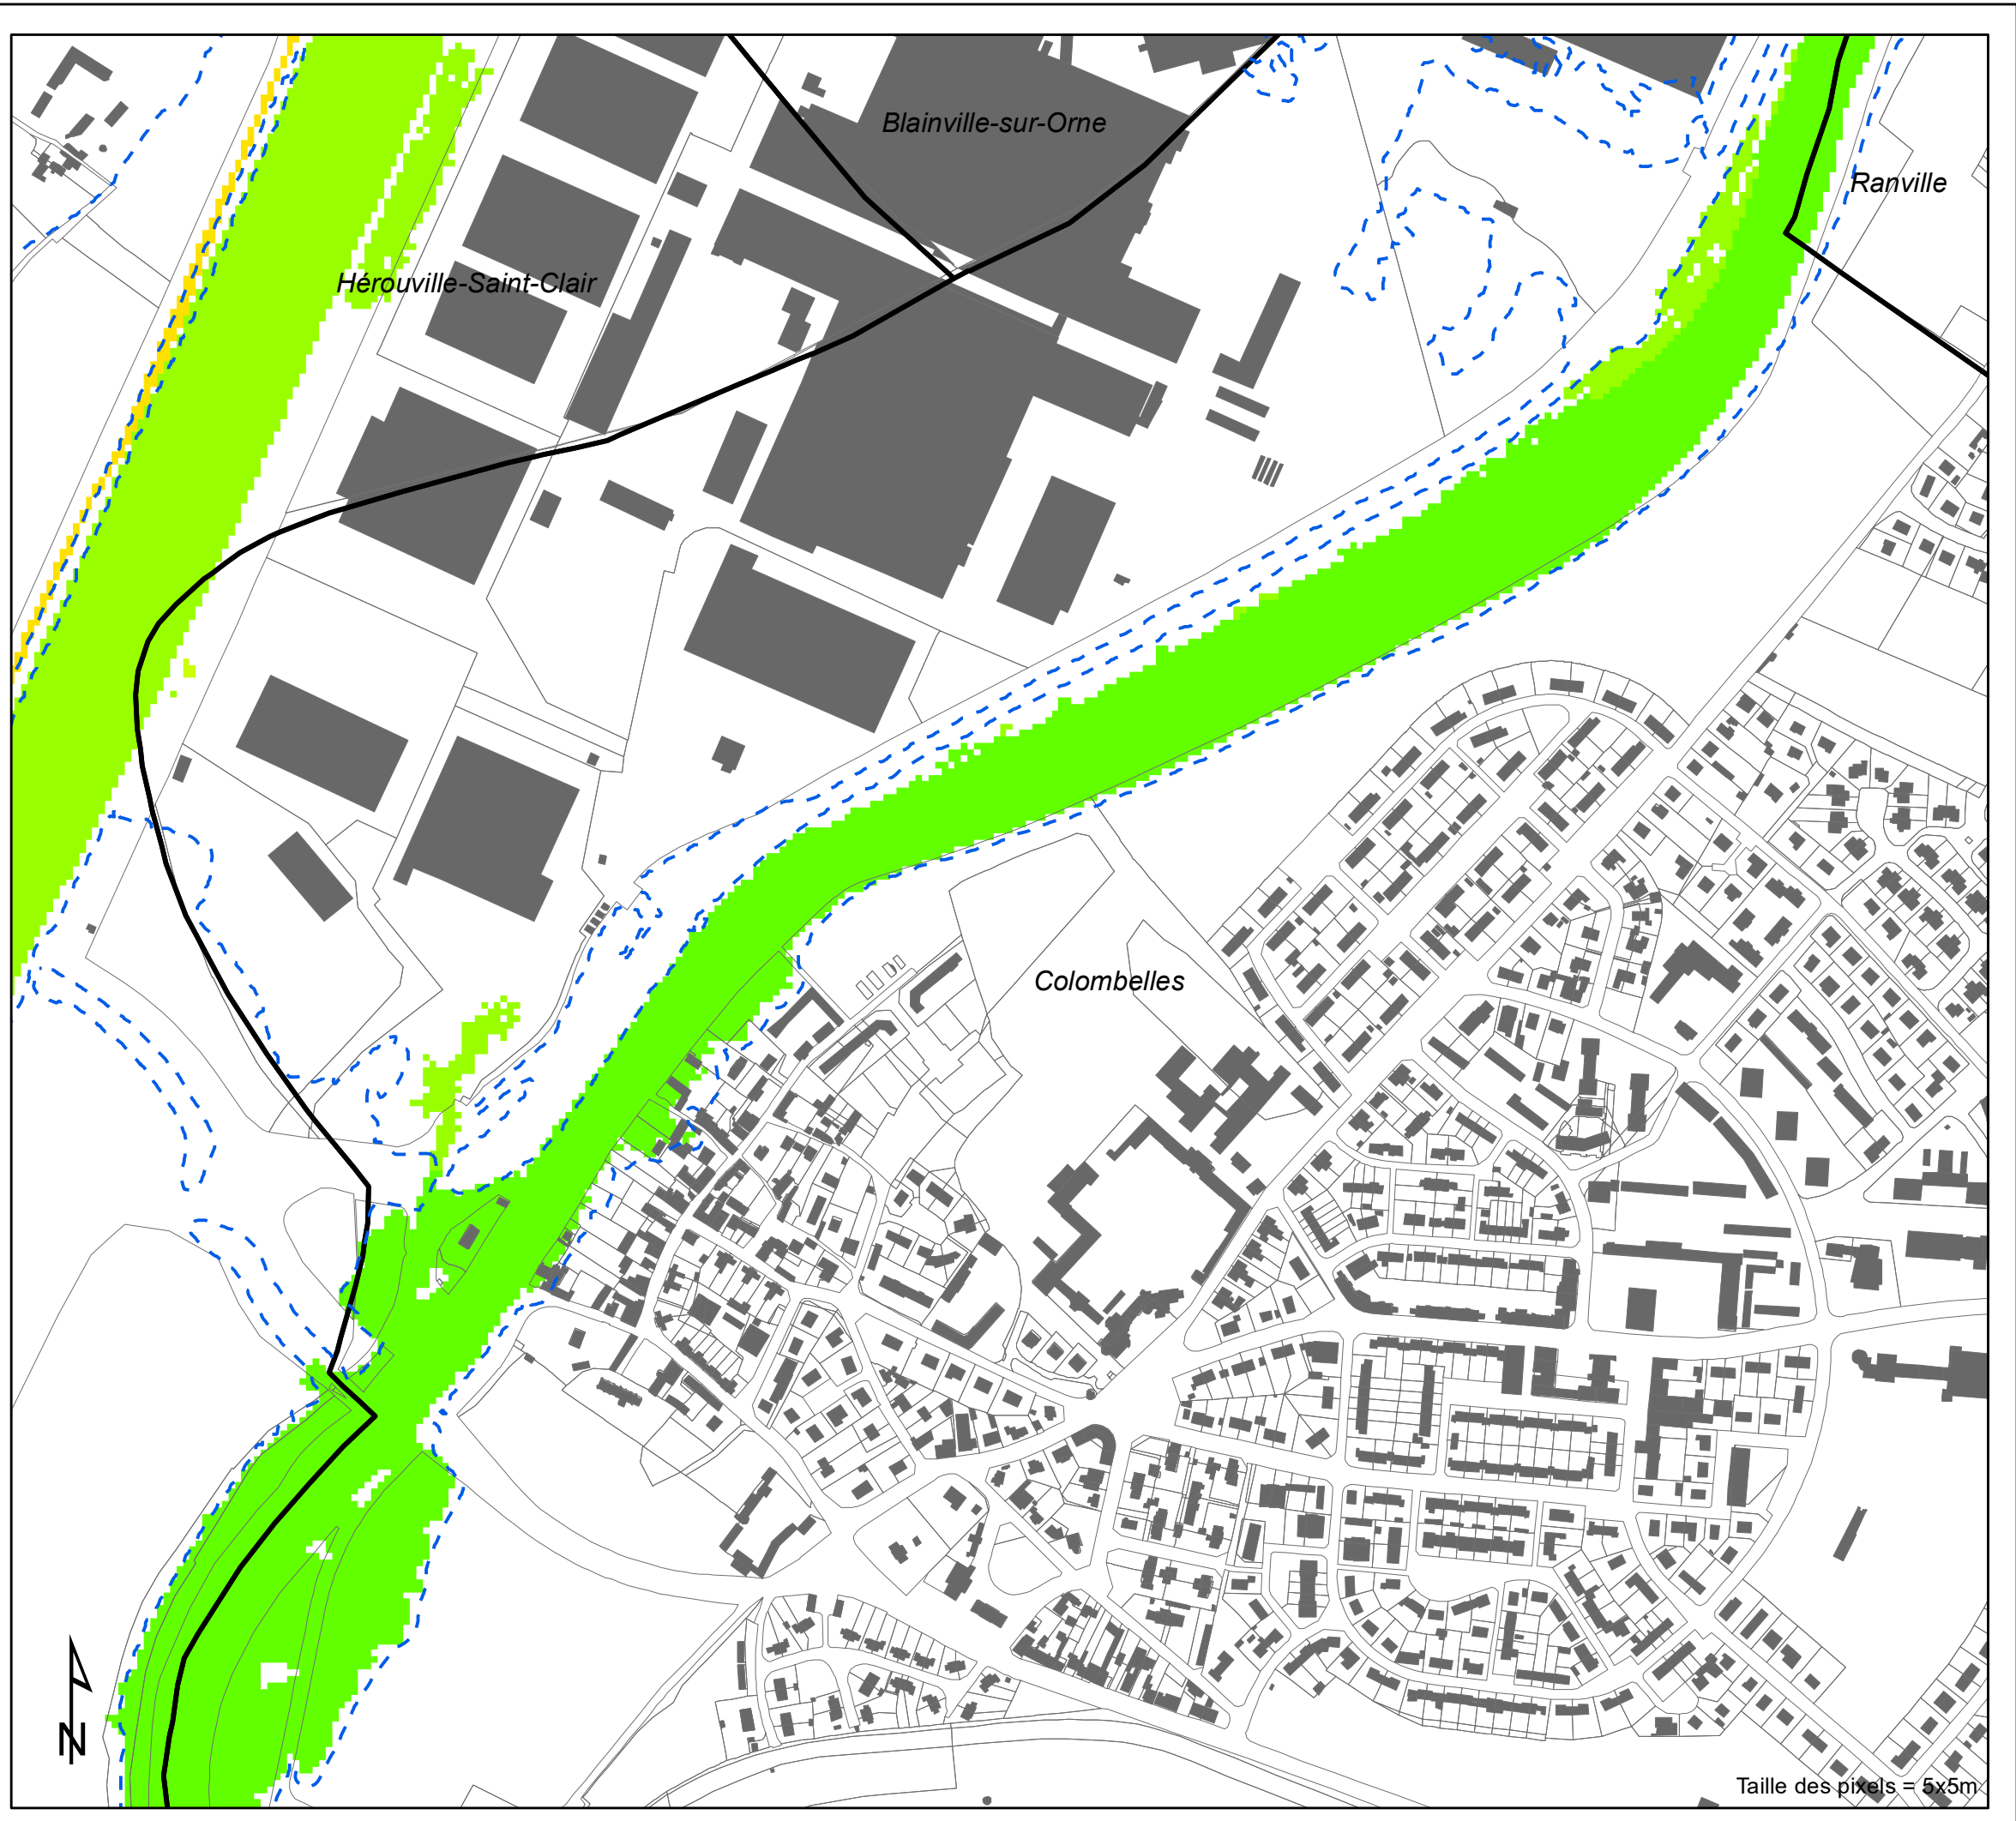 Blainville-sur-Orne
Ranville
Hérouville-Saint-Clair
Colombelles
N
Taille des pixels = 5x5m